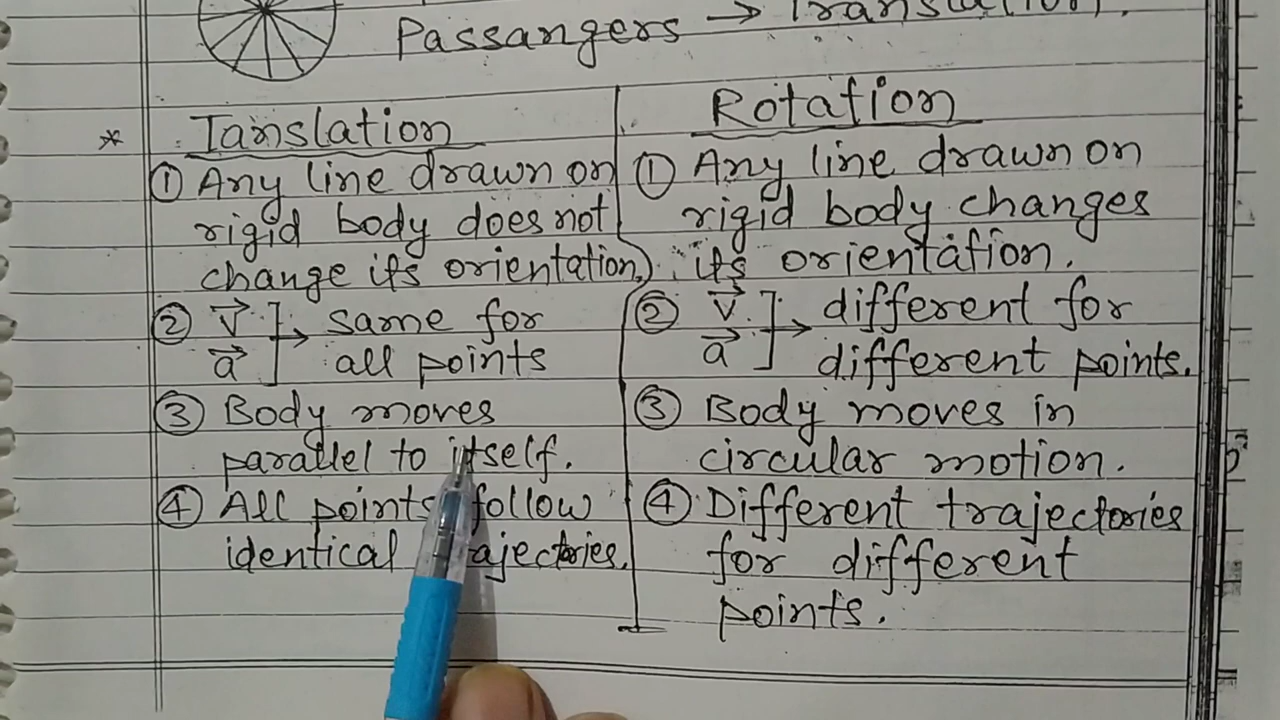 Passangers → Translation.
* Tanslation
① Any line drawn on
rigid body does not
change its orientation.
② v⃗ a⃗ ] → same for
all points
③ Body moves
parallel to itself.
④ All points follow
identical trajectories.
Rotation
① Any line drawn on
rigid body changes
its orientation.
② v⃗ a⃗ ] → different for
different points.
③ Body moves in
circular motion.
④ Different trajectories
for different
points.